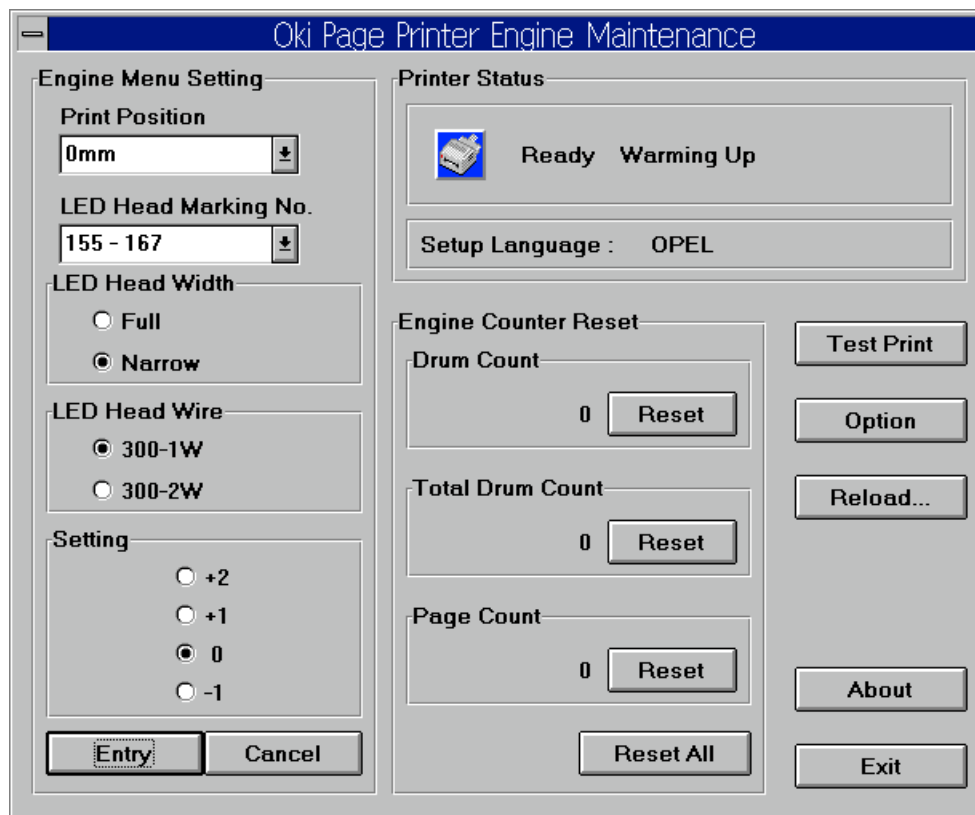 Oki Page Printer Engine Maintenance
Engine Menu Setting
Print Position
0mm
LED Head Marking No.
155 - 167
LED Head Width
Full
Narrow
LED Head Wire
300-1W
300-2W
Setting
+2
+1
0
-1
Entry
Cancel
Printer Status
Ready Warming Up
Setup Language : OPEL
Engine Counter Reset
Drum Count
0 Reset
Total Drum Count
0 Reset
Page Count
0 Reset
Reset All
Test Print
Option
Reload...
About
Exit